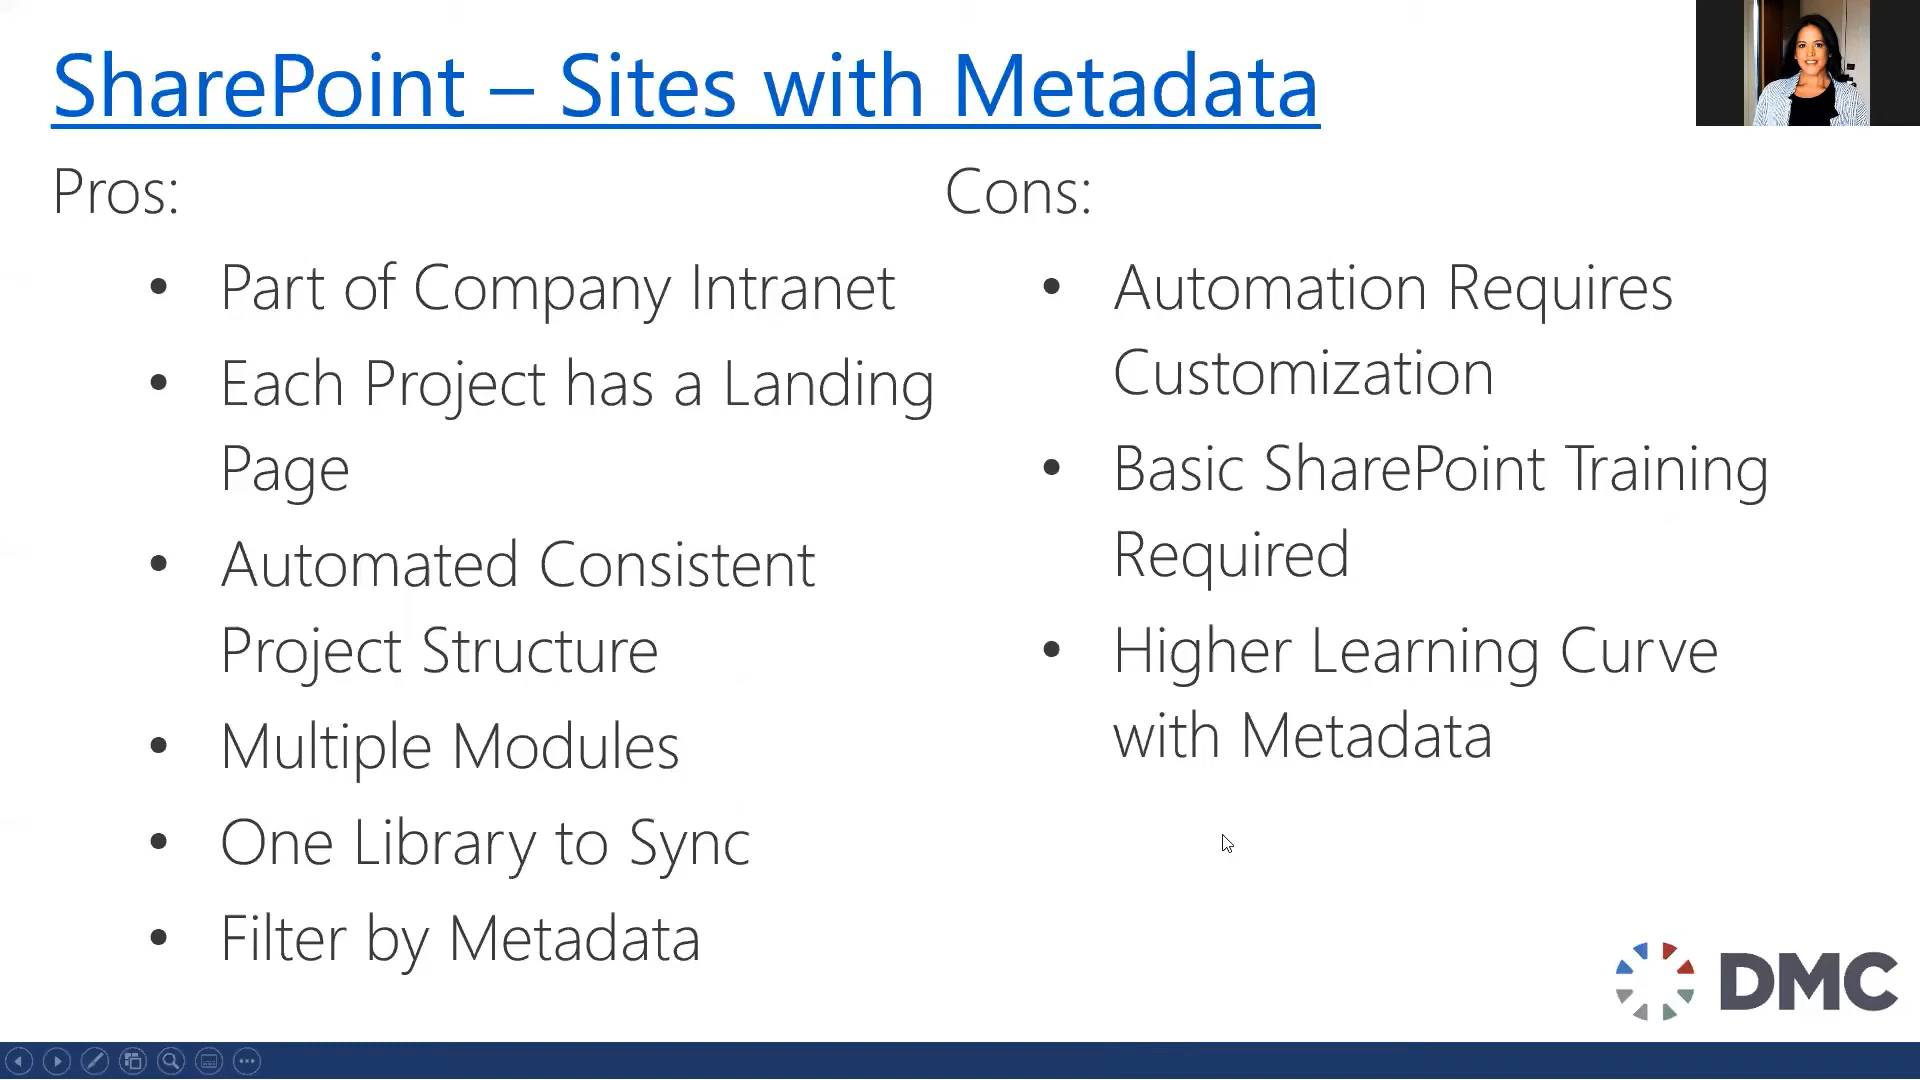 SharePoint – Sites with Metadata
Pros:
• Part of Company Intranet
• Each Project has a Landing
Page
• Automated Consistent
Project Structure
• Multiple Modules
• One Library to Sync
• Filter by Metadata
Cons:
• Automation Requires
Customization
• Basic SharePoint Training
Required
• Higher Learning Curve
with Metadata
DMC